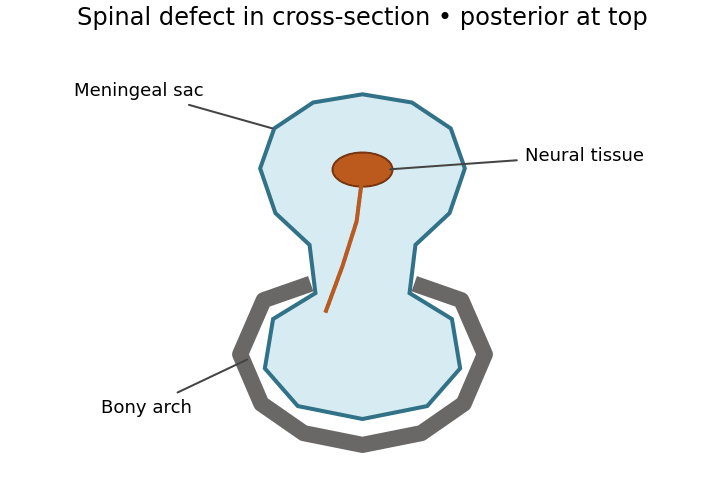 Spinal defect in cross-section • posterior at top
Meningeal sac
Neural tissue
Bony arch